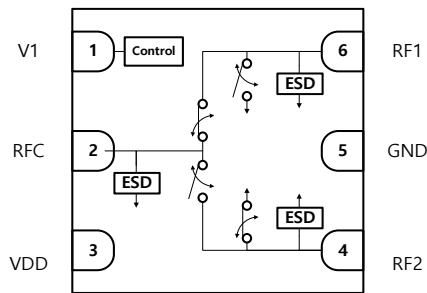 V1 1 Control 6 RF1
ESD
RFC 2 5 GND
ESD
ESD
VDD 3 4 RF2